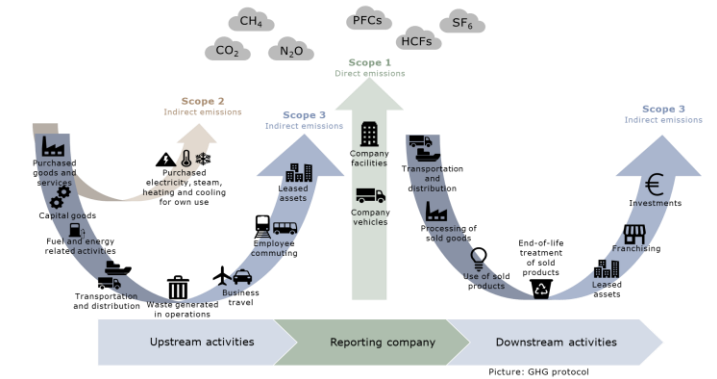 CH4
PFCs
SF6
CO2
N2O
HCFs
Scope 1
Direct emissions
Scope 2
Indirect emissions
Scope 3
Indirect emissions
Scope 3
Indirect emissions
Purchased
goods and
services
Capital goods
Fuel and energy
related activities
Transportation
and distribution
Waste generated
in operations
Business
travel
Employee
commuting
Leased
assets
Purchased
electricity, steam,
heating and cooling
for own use
Company
facilities
Company
vehicles
Transportation
and
distribution
Processing of
sold goods
Use of sold
products
End-of-life
treatment
of sold
products
Leased
assets
Franchising
Investments
Upstream activities
Reporting company
Downstream activities
Picture: GHG protocol